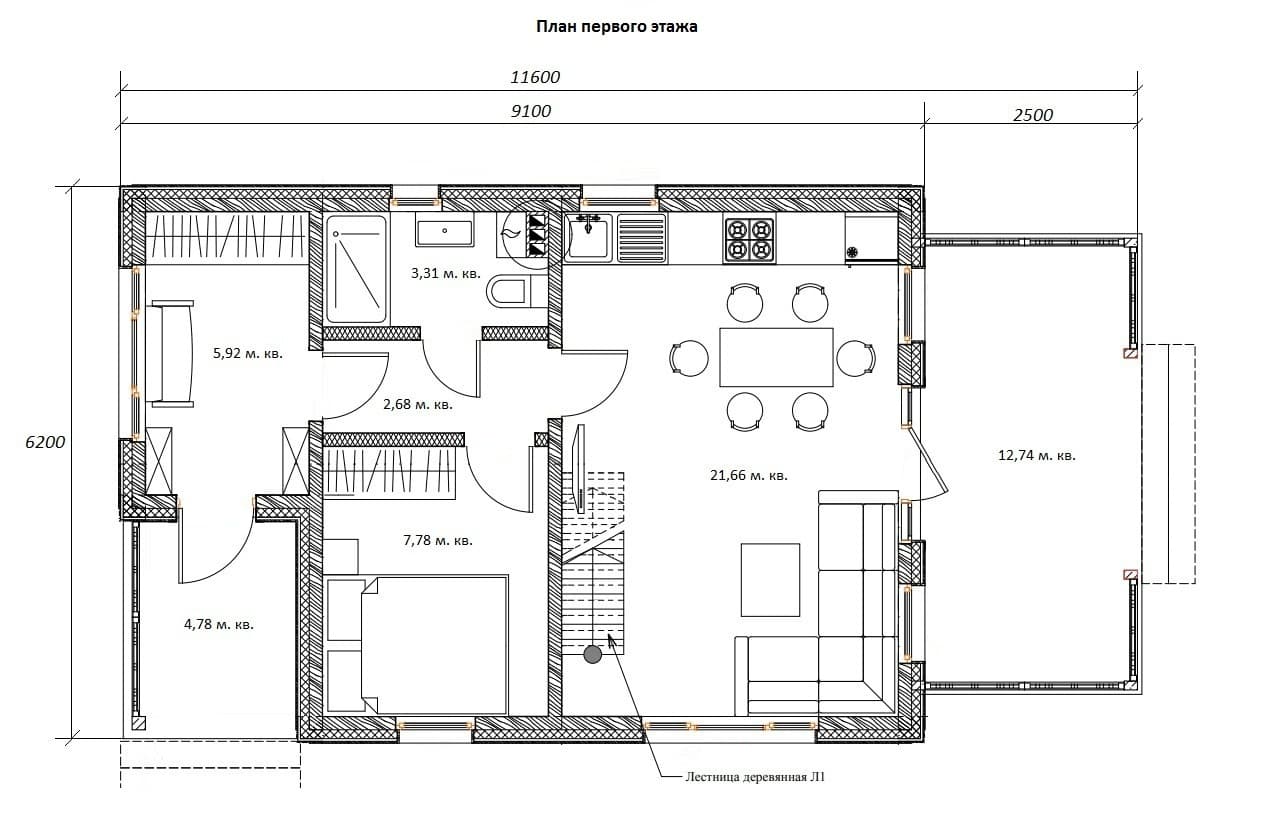 План первого этажа
11600
9100
2500
3,31 м. кв.
5,92 м. кв.
2,68 м. кв.
6200
12,74 м. кв.
21,66 м. кв.
7,78 м. кв.
4,78 м. кв.
Лестница деревянная Л1